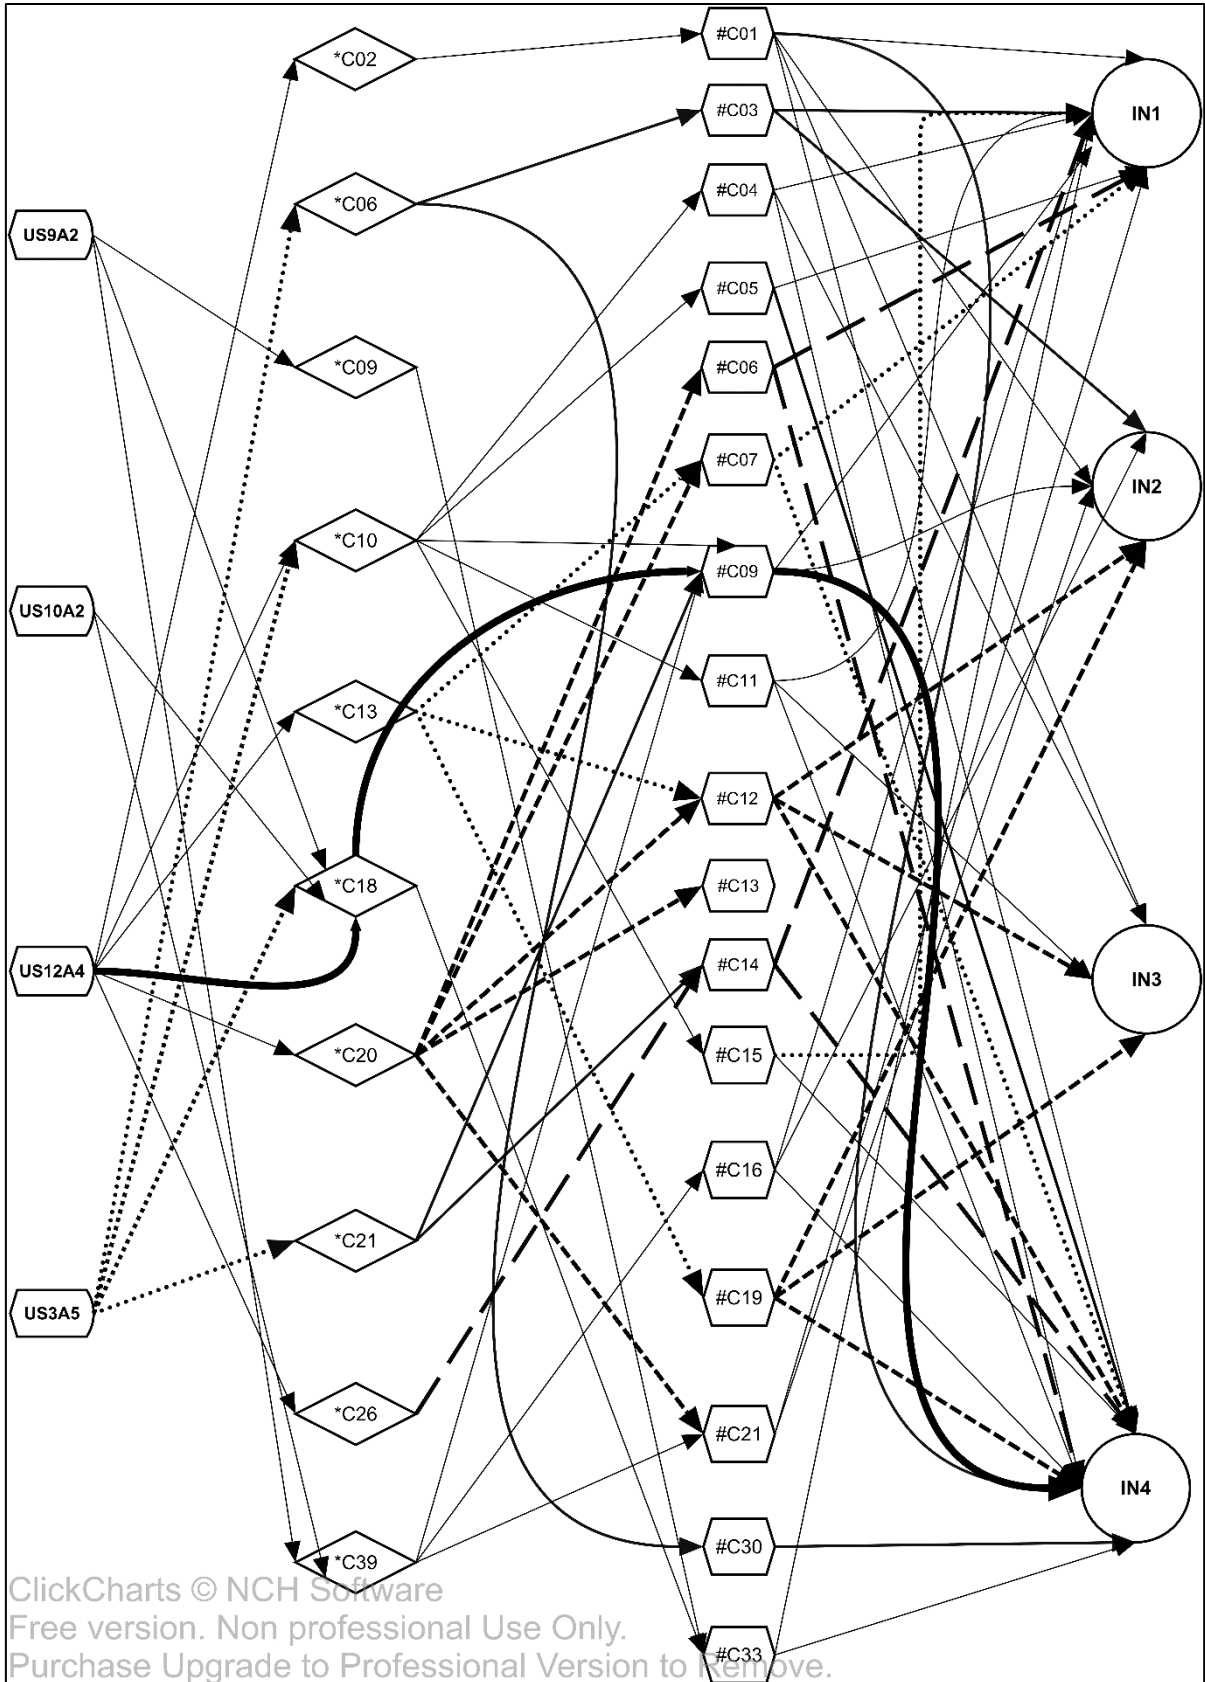 US9A2
US10A2
US12A4
US3A5
*C02
*C06
*C09
*C10
*C13
*C18
*C20
*C21
*C26
*C39
#C01
#C03
#C04
#C05
#C06
#C07
#C09
#C11
#C12
#C13
#C14
#C15
#C16
#C19
#C21
#C30
#C33
IN1
IN2
IN3
IN4
ClickCharts © NCH Software
Free version. Non professional Use Only.
Purchase Upgrade to Professional Version to Remove.